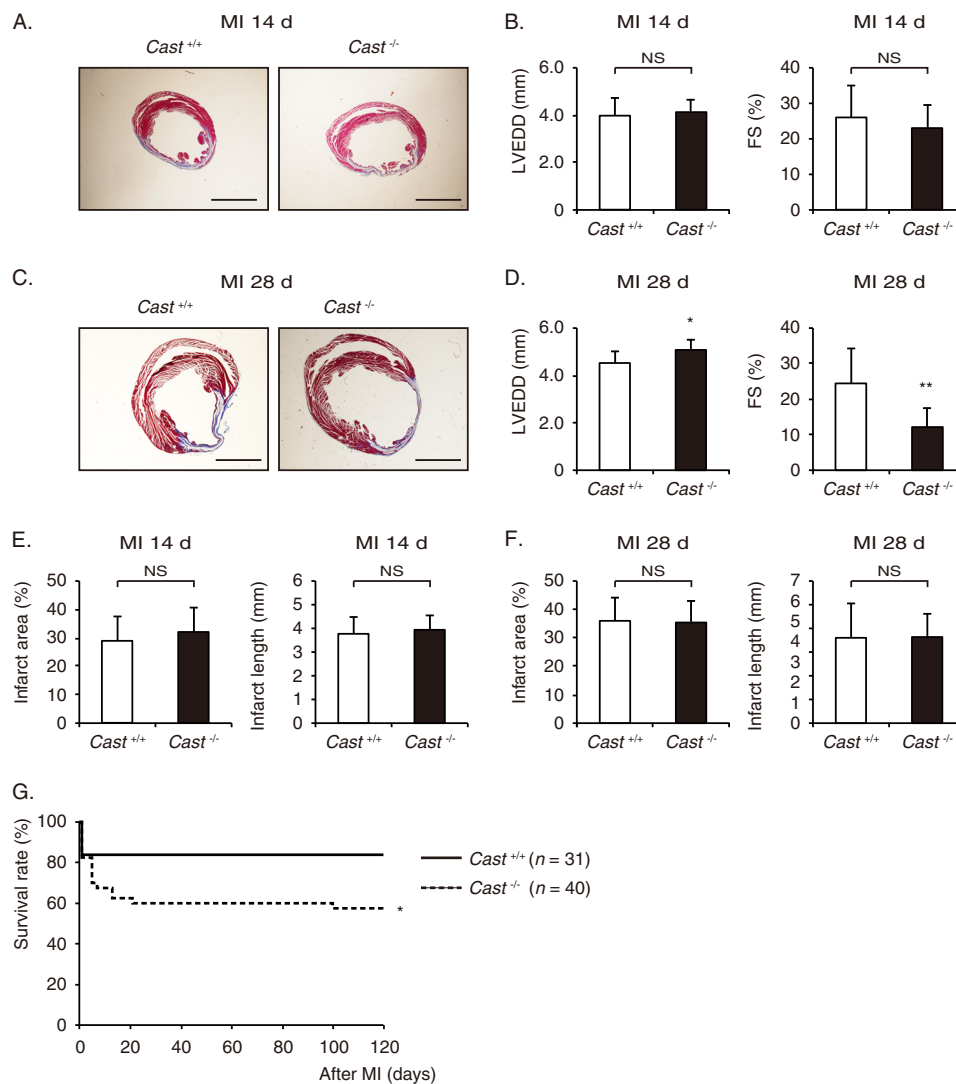 A.
MI 14 d
Cast +/+
Cast -/-
B.
MI 14 d
MI 14 d
LVEDD (mm)
6.0
4.0
2.0
0
NS
Cast +/+
Cast -/-
FS (%)
40
30
20
10
0
NS
Cast +/+
Cast -/-
C.
MI 28 d
Cast +/+
Cast -/-
D.
MI 28 d
MI 28 d
LVEDD (mm)
6.0
4.0
2.0
0
*
Cast +/+
Cast -/-
FS (%)
40
30
20
10
0
**
Cast +/+
Cast -/-
E.
MI 14 d
MI 14 d
Infarct area (%)
50
40
30
20
10
0
NS
Cast +/+
Cast -/-
Infarct length (mm)
6
5
4
3
2
1
0
NS
Cast +/+
Cast -/-
F.
MI 28 d
MI 28 d
Infarct area (%)
50
40
30
20
10
0
NS
Cast +/+
Cast -/-
Infarct length (mm)
7
6
5
4
3
2
1
0
NS
Cast +/+
Cast -/-
G.
Survival rate (%)
100
80
60
40
20
0
0 20 40 60 80 100 120
After MI (days)
*
Cast +/+ (n = 31)
Cast -/- (n = 40)